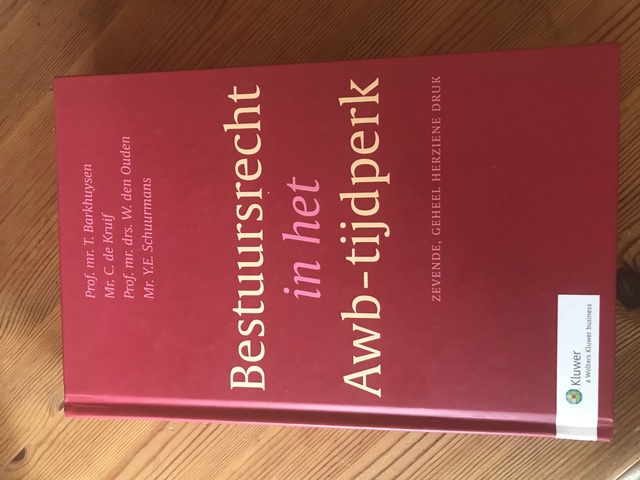 Prof. mr. T. Barkhuysen
Mr. C. de Kruif
Prof. mr. drs. W. den Ouden
Mr. Y.E. Schuurmans
Bestuursrecht
in het
Awb-tijdperk
ZEVENDE, GEHEEL HERZIENE DRUK
Kluwer
a Wolters Kluwer business